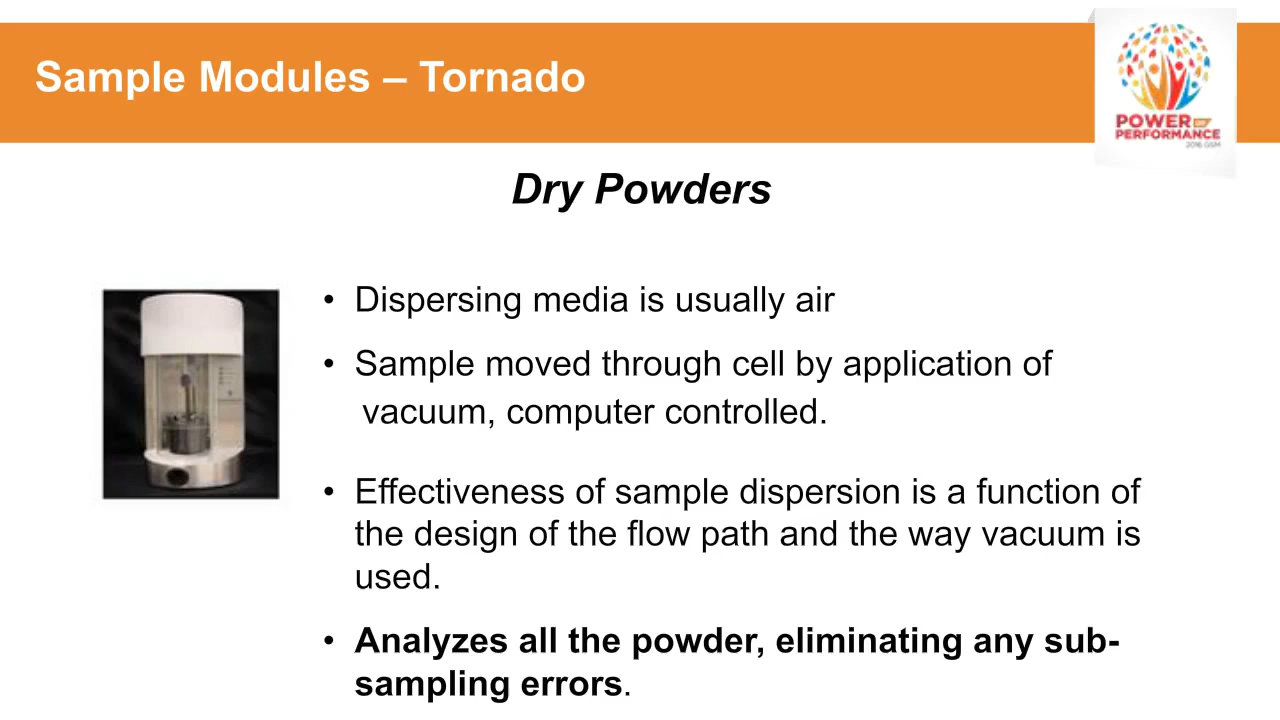 Sample Modules – Tornado
POWER OF
PERFORMANCE
2016 GSM
Dry Powders
• Dispersing media is usually air
• Sample moved through cell by application of
vacuum, computer controlled.
• Effectiveness of sample dispersion is a function of
the design of the flow path and the way vacuum is
used.
• Analyzes all the powder, eliminating any sub-
sampling errors.